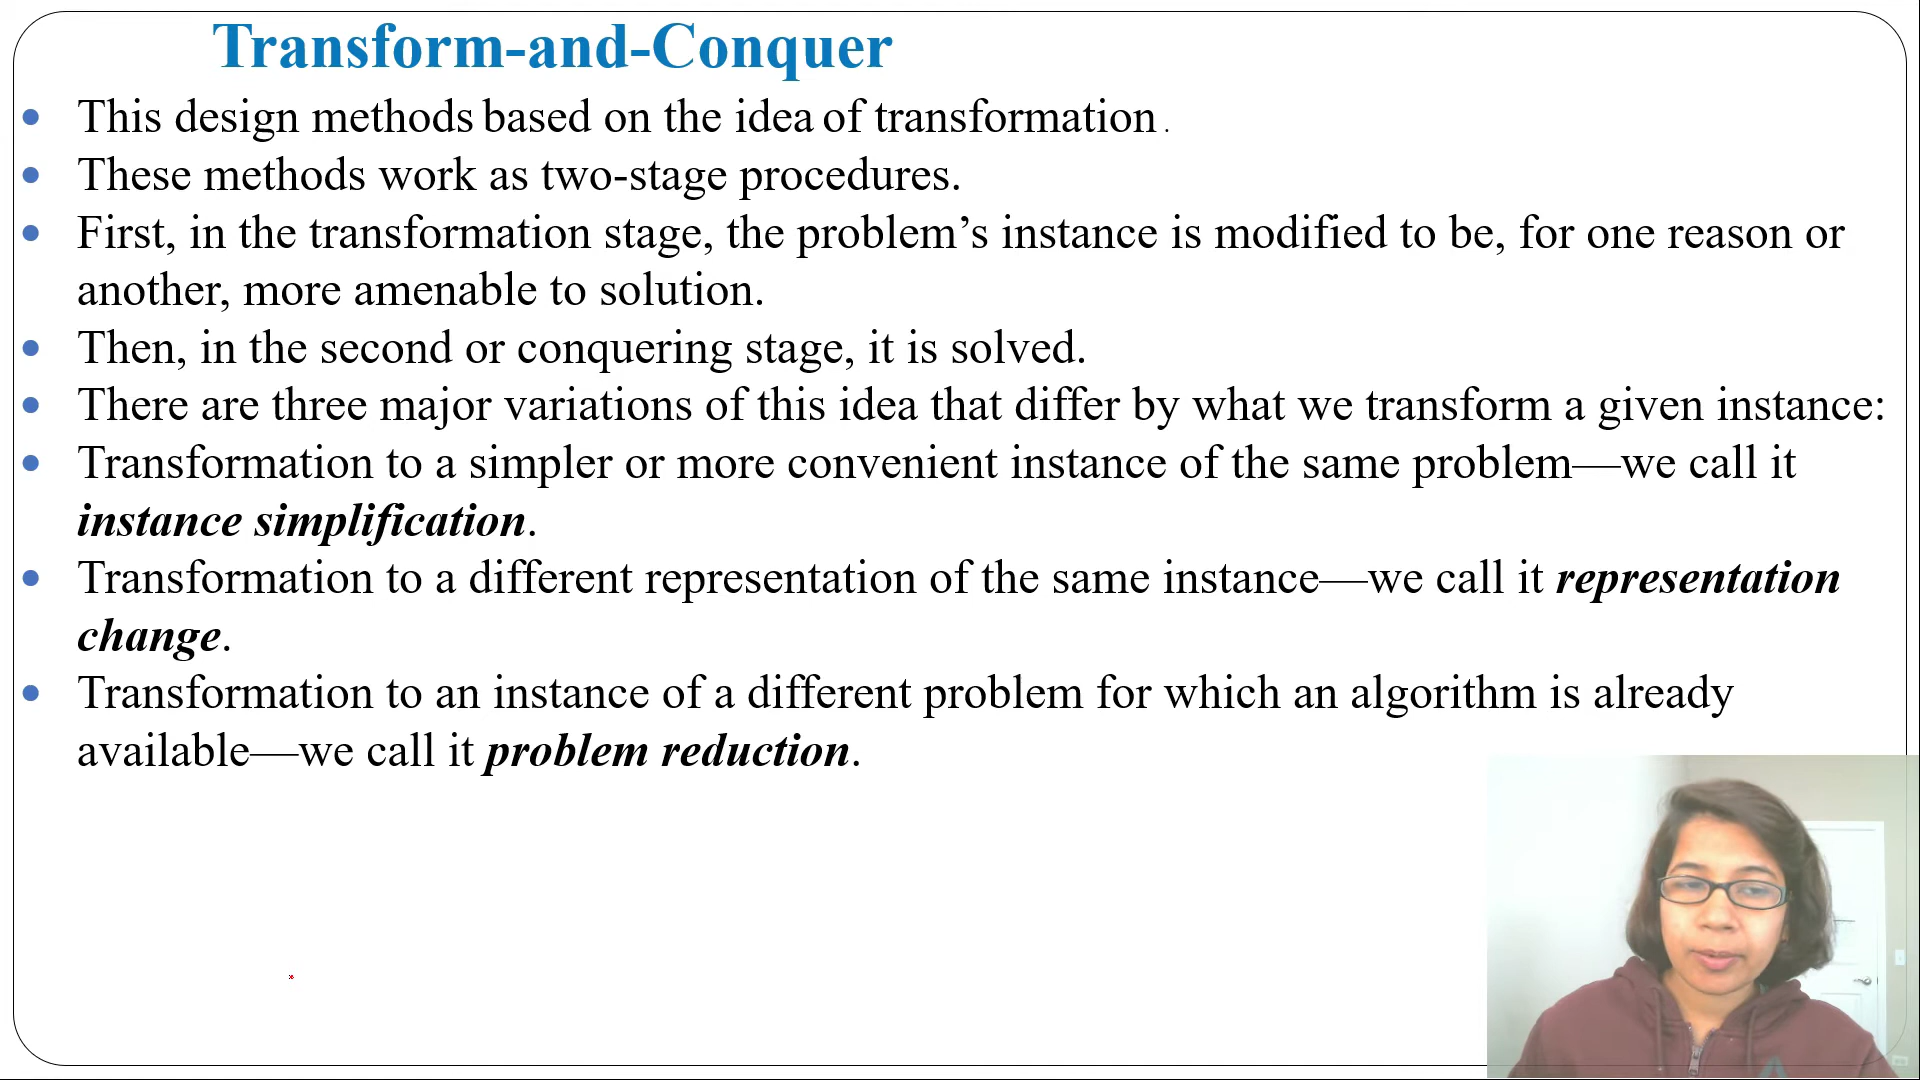 Transform-and-Conquer
• This design methods based on the idea of transformation .
• These methods work as two-stage procedures.
• First, in the transformation stage, the problem’s instance is modified to be, for one reason or
another, more amenable to solution.
• Then, in the second or conquering stage, it is solved.
• There are three major variations of this idea that differ by what we transform a given instance:
• Transformation to a simpler or more convenient instance of the same problem—we call it
instance simplification.
• Transformation to a different representation of the same instance—we call it representation
change.
• Transformation to an instance of a different problem for which an algorithm is already
available—we call it problem reduction.